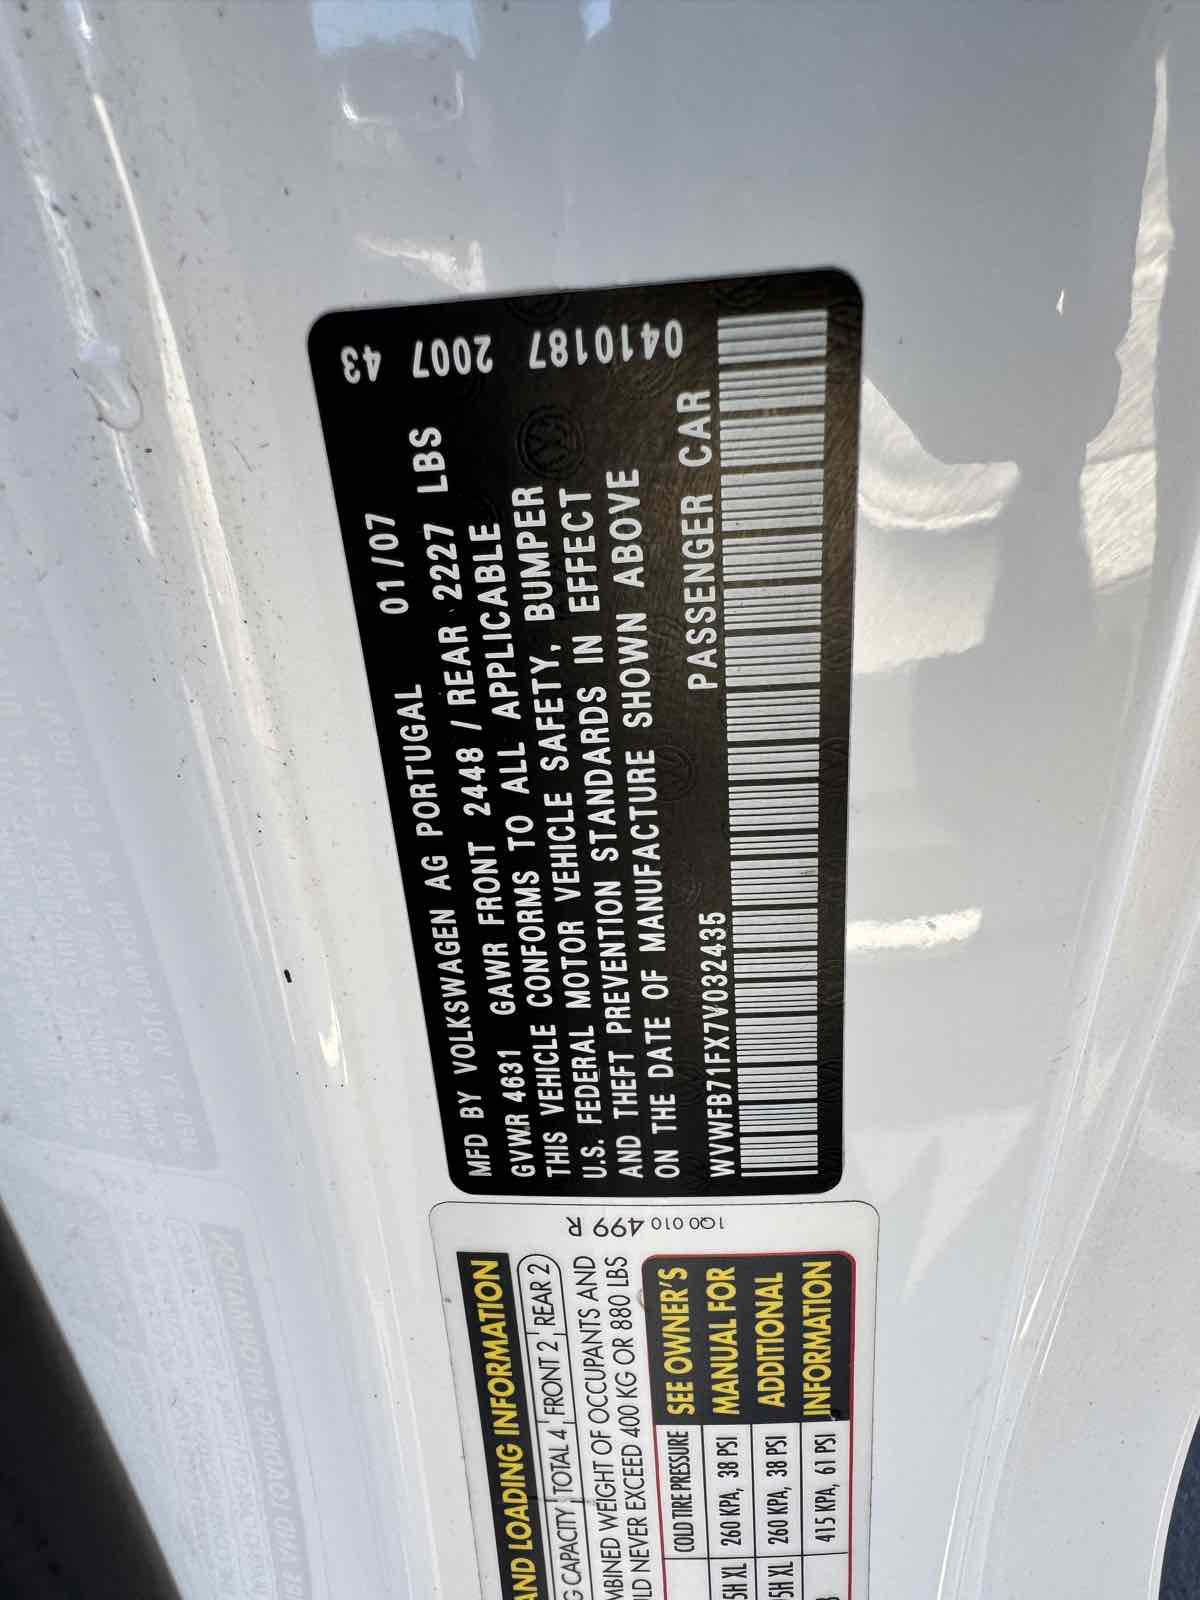 MFD BY VOLKSWAGEN AG PORTUGAL 01/07
GVWR 4631 GAWR FRONT 2448 / REAR 2227 LBS
THIS VEHICLE CONFORMS TO ALL APPLICABLE
U.S. FEDERAL MOTOR VEHICLE SAFETY, BUMPER
AND THEFT PREVENTION STANDARDS IN EFFECT
ON THE DATE OF MANUFACTURE SHOWN ABOVE
PASSENGER CAR
WVWFB71FX7V032435
43 2007 0410187
1Q0 010 499 R
AND LOADING INFORMATION
CAPACITY TOTAL 4 FRONT 2 REAR 2
WEIGHT OF OCCUPANTS AND
NEVER EXCEED 400 KG OR 880 LBS
COLD TIRE PRESSURE
260 KPA, 38 PSI
260 KPA, 38 PSI
415 KPA, 61 PSI
SEE OWNER'S
MANUAL FOR
ADDITIONAL
INFORMATION